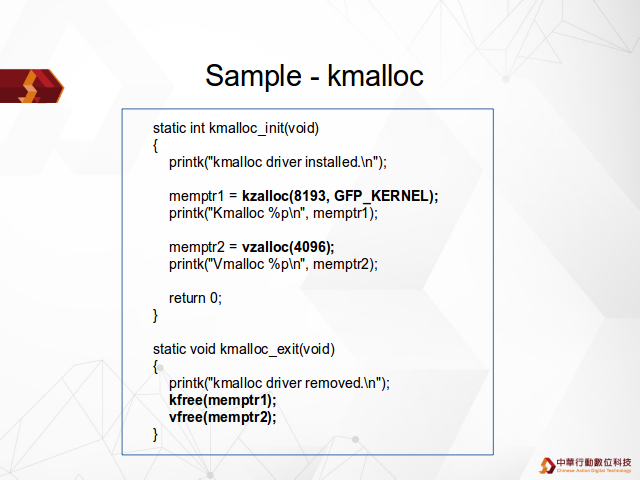 Sample - kmalloc
static int kmalloc_init(void)
{
printk("kmalloc driver installed.\n");
memptr1 = kzalloc(8193, GFP_KERNEL);
printk("Kmalloc %p\n", memptr1);
memptr2 = vzalloc(4096);
printk("Vmalloc %p\n", memptr2);
return 0;
}
static void kmalloc_exit(void)
{
printk("kmalloc driver removed.\n");
kfree(memptr1);
vfree(memptr2);
}
中華行動數位科技
Chinese Action Digital Technology